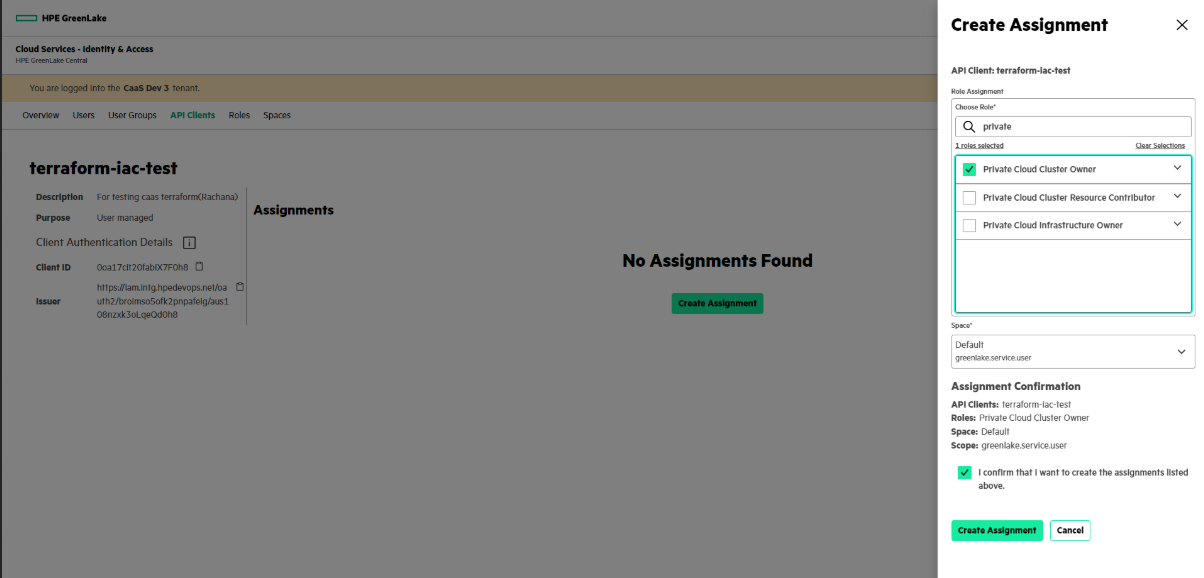 HPE GreenLake
Cloud Services - Identity & Access
HPE GreenLake Central
You are logged into the CaaS Dev 3 tenant.
Overview Users User Groups API Clients Roles Spaces
terraform-iac-test
Description For testing caas terraform(Rachana)
Purpose User managed
Client Authentication Details
Client ID 0oa17clt20fabIX7F0h8
Issuer https://iam.intg.hpedevops.net/oa
uth2/broimso5ofk2pnpafeig/aus1
08nzxk3oLqeQd0h8
Assignments
No Assignments Found
Create Assignment
Create Assignment
API Client: terraform-iac-test
Role Assignment
Choose Role*
private
1 roles selected Clear Selections
Private Cloud Cluster Owner
Private Cloud Cluster Resource Contributor
Private Cloud Infrastructure Owner
Space*
Default
greenlake.service.user
Assignment Confirmation
API Clients: terraform-iac-test
Roles: Private Cloud Cluster Owner
Space: Default
Scope: greenlake.service.user
I confirm that I want to create the assignments listed
above.
Create Assignment Cancel